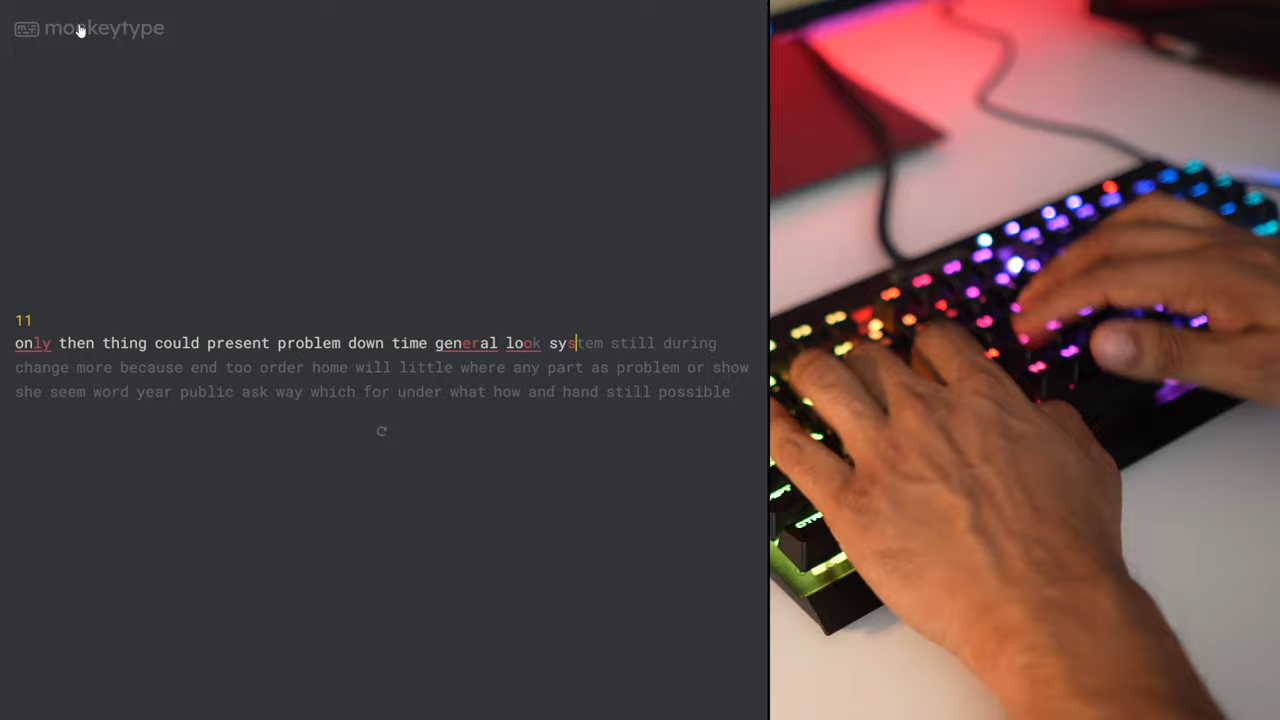 monkeytype
11
only then thing could present problem down time general look system still during
change more because end too order home will little where any part as problem or show
she seem word year public ask way which for under what how and hand still possible